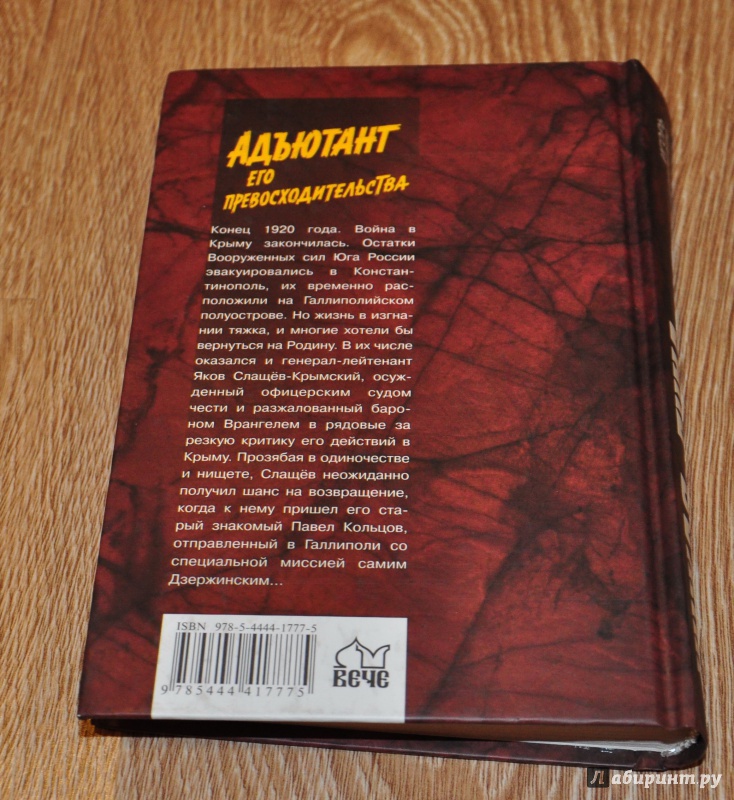 АДЪЮТАНТ
ЕГО
ПРЕВОСХОДИТЕЛЬСТВА
Конец 1920 года. Война в
Крыму закончилась. Остатки
Вооруженных сил Юга России
эвакуировались в Констан-
тинополь, их временно рас-
положили на Галлиполийском
полуострове. Но жизнь в изгна-
нии тяжка, и многие хотели бы
вернуться на Родину. В их числе
оказался и генерал-лейтенант
Яков Слащёв-Крымский, осуж-
денный офицерским судом
чести и разжалованный баро-
ном Врангелем в рядовые за
резкую критику его действий в
Крыму. Прозябая в одиночестве
и нищете, Слащёв неожиданно
получил шанс на возвращение,
когда к нему пришел его ста-
рый знакомый Павел Кольцов,
отправленный в Галлиполи со
специальной миссией самим
Дзержинским...
ISBN 978-5-4444-1777-5
9 785444 417775
ВЕЧЕ
Л абиринт.ру